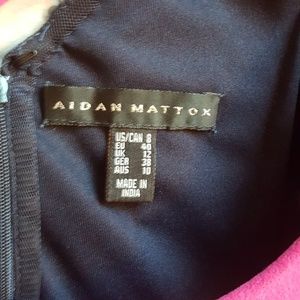 AIDAN MATTOX
US/CAN 8
EU 40
UK 12
GER 38
AUS 10
MADE IN
INDIA